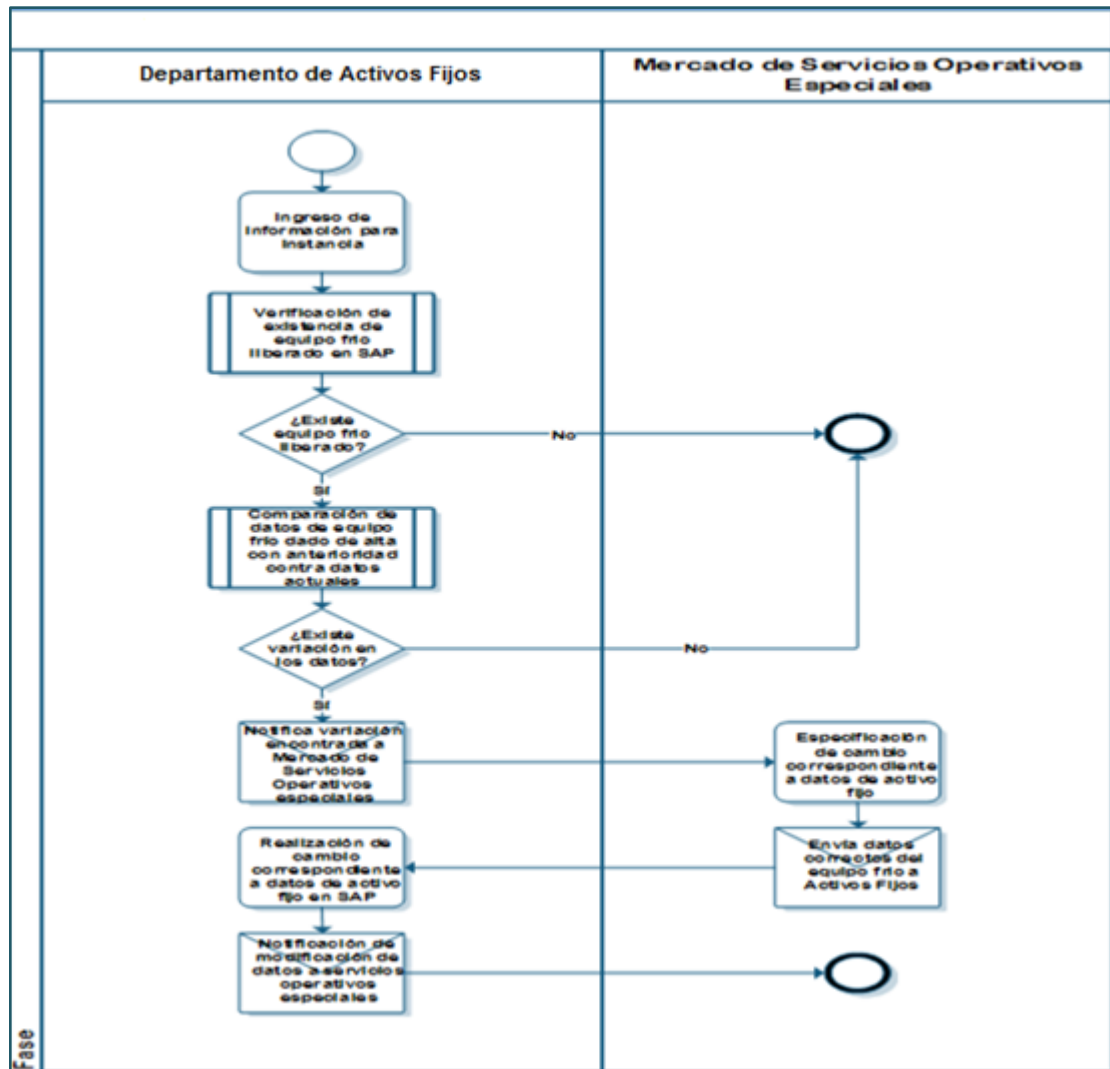 Departamento de Activos Fijos
Mercado de Servicios Operativos
Especiales
Ingreso de
Información para
Instancia
Verificación de
existencia de
equipo frío
liberado en SAP
¿Existe
equipo frío
liberado?
No
Sí
Comparación de
datos de equipo
frío dado de alta
con anterioridad
contra datos
actuales
¿Existe
variación en
los datos?
No
Sí
Notifica variación
encontrada a
Mercado de
Servicios
Operativos
especiales
Especificación
de cambio
correspondiente
a datos de activo
fijo
Realización de
cambio
correspondiente
a datos de activo
fijo en SAP
Envía datos
correctos del
equipo frío a
Activos Fijos
Notificación de
modificación de
datos a servicios
operativos
especiales
Fase